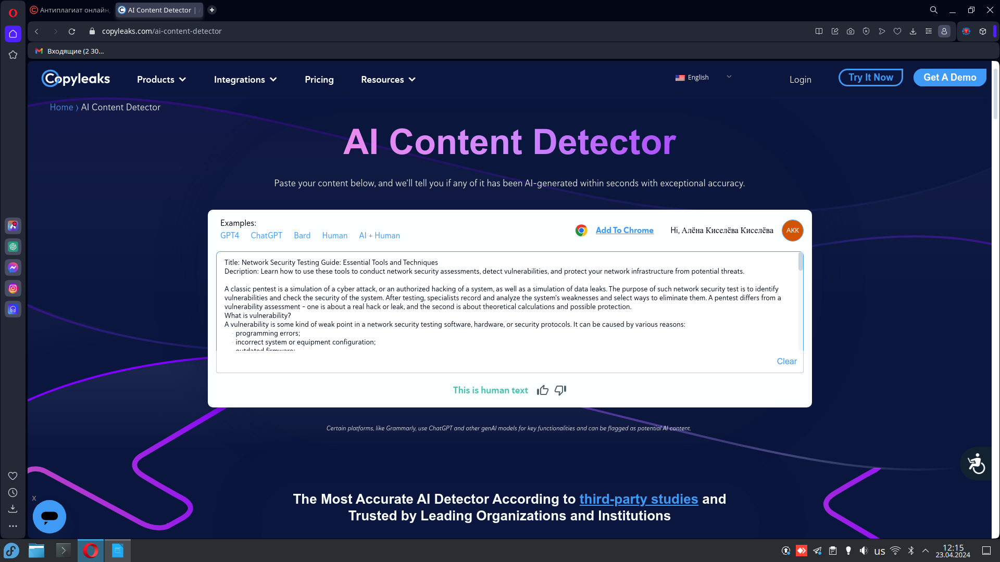 Антиплагиат онлайн,
AI Content Detector |
copyleaks.com/ai-content-detector
Входящие (2 30...
Copyleaks
Products
Integrations
Pricing
Resources
English
Login
Try It Now
Get A Demo
Home › AI Content Detector
AI Content Detector
Paste your content below, and we'll tell you if any of it has been AI-generated within seconds with exceptional accuracy.
Examples:
GPT4 ChatGPT Bard Human AI + Human
Add To Chrome
Hi, Алёна Киселёва Киселёва
АКК
Title: Network Security Testing Guide: Essential Tools and Techniques
Decription: Learn how to use these tools to conduct network security assessments, detect vulnerabilities, and protect your network infrastructure from potential threats.
A classic pentest is a simulation of a cyber attack, or an authorized hacking of a system, as well as a simulation of data leaks. The purpose of such network security test is to identify
vulnerabilities and check the security of the system. After testing, specialists record and analyze the system's weaknesses and select ways to eliminate them. A pentest differs from a
vulnerability assessment - one is about a real hack or leak, and the second is about theoretical calculations and possible protection.
What is vulnerability?
A vulnerability is some kind of weak point in a network security testing software, hardware, or security protocols. It can be caused by various reasons:
programming errors;
incorrect system or equipment configuration;
outdated firmware;
Clear
This is human text
Certain platforms, like Grammarly, use ChatGPT and other genAI models for key functionalities and can be flagged as potential AI content.
The Most Accurate AI Detector According to third-party studies and
Trusted by Leading Organizations and Institutions
x
us
12:15
23.04.2024